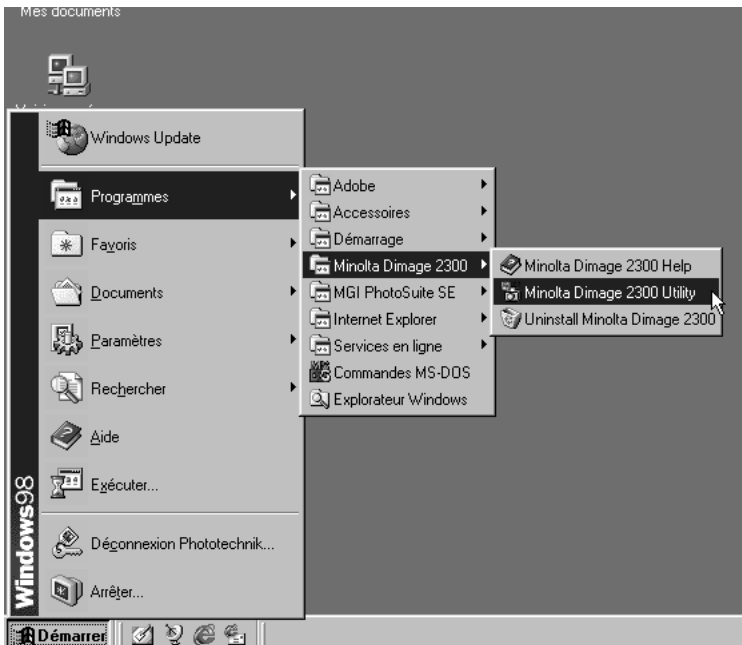 Mes documents
Windows Update
Programmes
Favoris
Documents
Paramètres
Rechercher
Aide
Exécuter...
Déconnexion Phototechnik...
Arrêter...
Windows98
Adobe
Accessoires
Démarrage
Minolta Dimage 2300
MGI PhotoSuite SE
Internet Explorer
Services en ligne
Commandes MS-DOS
Explorateur Windows
Minolta Dimage 2300 Help
Minolta Dimage 2300 Utility
Uninstall Minolta Dimage 2300
Démarrer